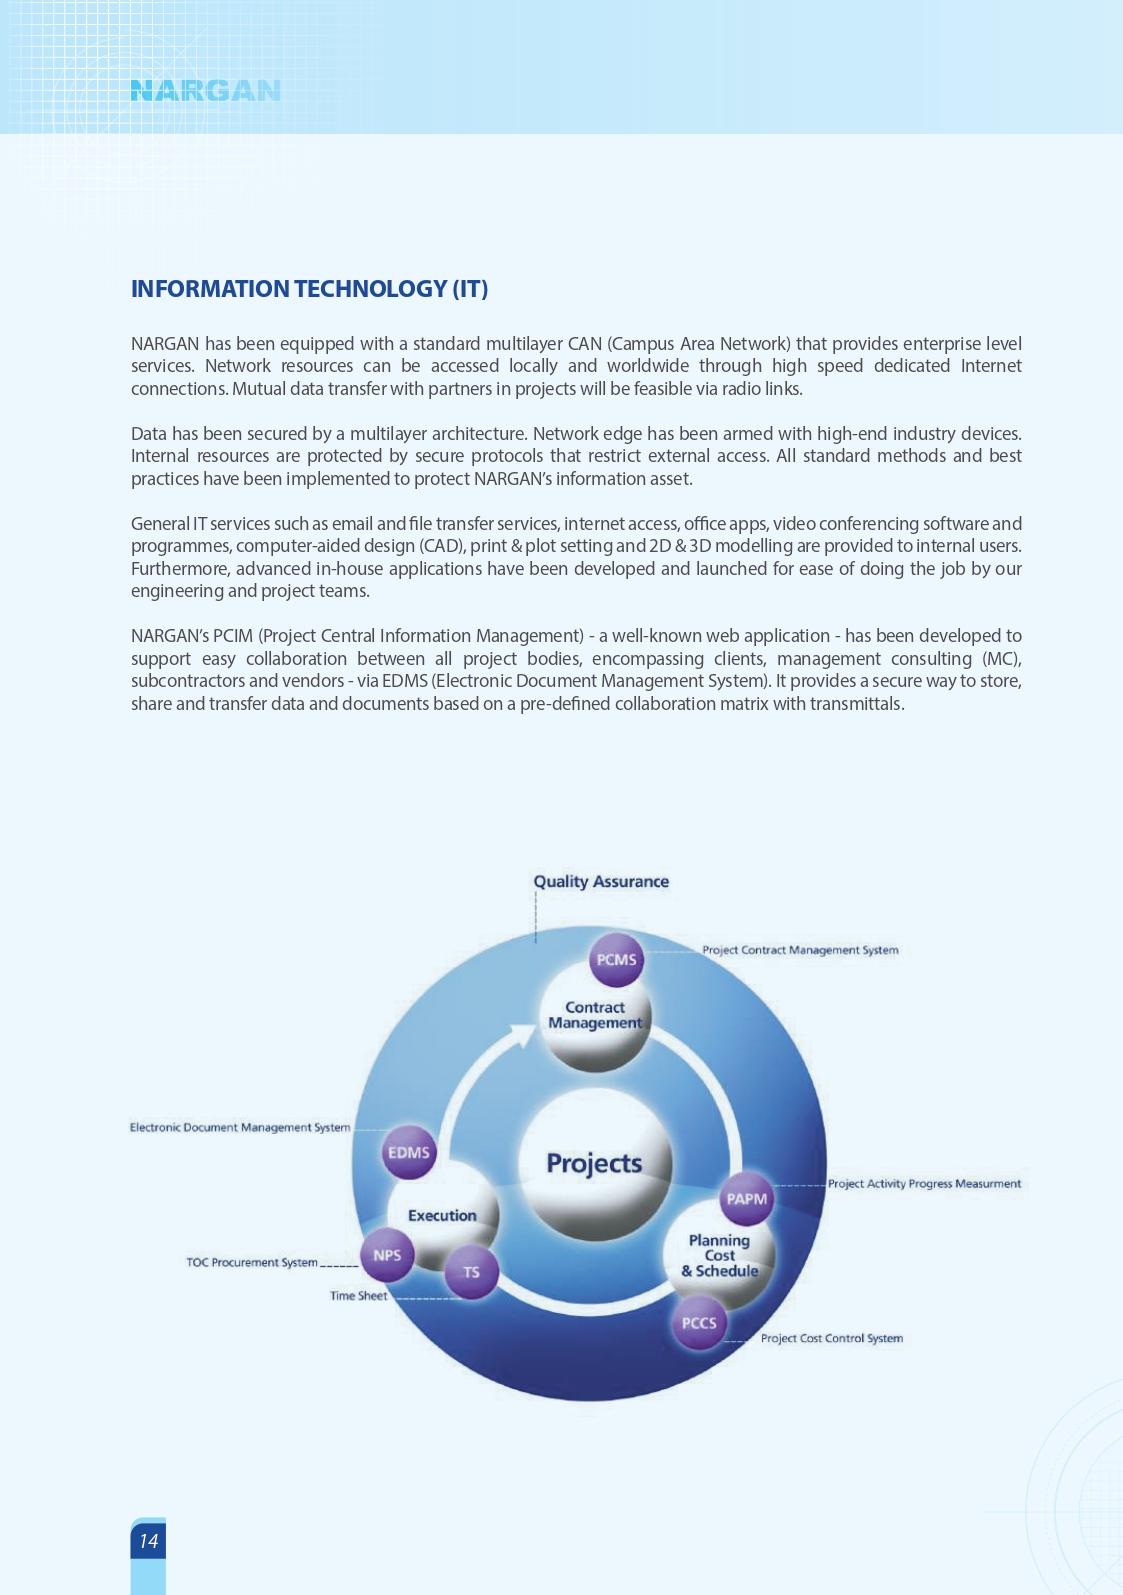 NARGAN
INFORMATION TECHNOLOGY (IT)
NARGAN has been equipped with a standard multilayer CAN (Campus Area Network) that provides enterprise level
services. Network resources can be accessed locally and worldwide through high speed dedicated Internet
connections. Mutual data transfer with partners in projects will be feasible via radio links.
Data has been secured by a multilayer architecture. Network edge has been armed with high-end industry devices.
Internal resources are protected by secure protocols that restrict external access. All standard methods and best
practices have been implemented to protect NARGAN’s information asset.
General IT services such as email and file transfer services, internet access, office apps, video conferencing software and
programmes, computer-aided design (CAD), print & plot setting and 2D & 3D modelling are provided to internal users.
Furthermore, advanced in-house applications have been developed and launched for ease of doing the job by our
engineering and project teams.
NARGAN’s PCIM (Project Central Information Management) - a well-known web application - has been developed to
support easy collaboration between all project bodies, encompassing clients, management consulting (MC),
subcontractors and vendors - via EDMS (Electronic Document Management System). It provides a secure way to store,
share and transfer data and documents based on a pre-defined collaboration matrix with transmittals.
Quality Assurance
PCMS
Project Contract Management System
Contract
Management
Electronic Document Management System
EDMS
Projects
Project Activity Progress Measurment
PAPM
Execution
Planning
Cost
& Schedule
NPS
TOC Procurement System
TS
Time Sheet
PCCS
Project Cost Control System
14